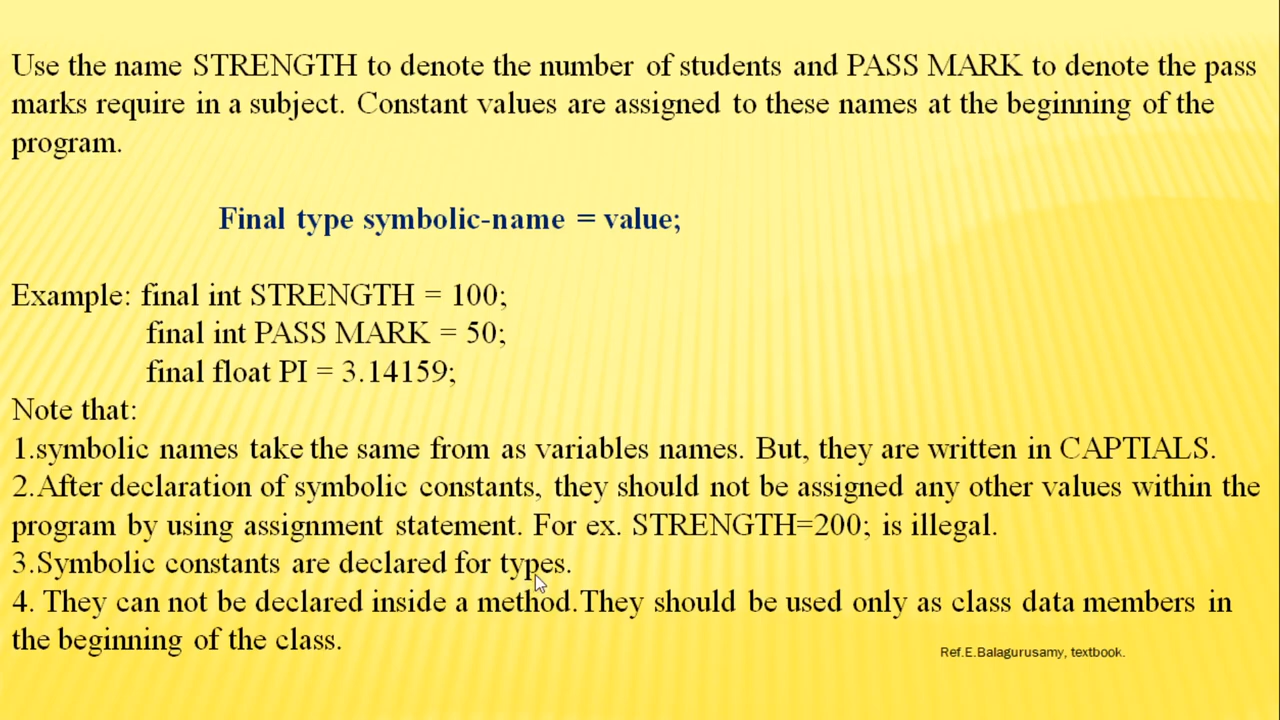 Use the name STRENGTH to denote the number of students and PASS MARK to denote the pass
marks require in a subject. Constant values are assigned to these names at the beginning of the
program.
Final type symbolic-name = value;
Example: final int STRENGTH = 100;
final int PASS MARK = 50;
final float PI = 3.14159;
Note that:
1.symbolic names take the same from as variables names. But, they are written in CAPTIALS.
2.After declaration of symbolic constants, they should not be assigned any other values within the
program by using assignment statement. For ex. STRENGTH=200; is illegal.
3.Symbolic constants are declared for types.
4. They can not be declared inside a method.They should be used only as class data members in
the beginning of the class.
Ref.E.Balagurusamy, textbook.